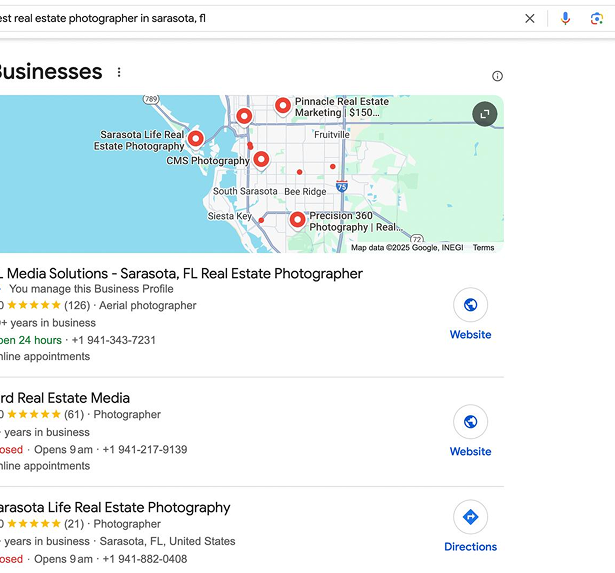 est real estate photographer in sarasota, fl
Businesses
789
Pinnacle Real Estate
Marketing | $150...
Sarasota Life Real
Estate Photography
Fruitville
CMS Photography
75
South Sarasota
Bee Ridge
Siesta Key
Precision 360
Photography | Real...
72
Map data ©2025 Google, INEGI Terms
L Media Solutions - Sarasota, FL Real Estate Photographer
You manage this Business Profile
0 (126) · Aerial photographer
+ years in business
pen 24 hours · +1 941-343-7231
nline appointments
Website
rd Real Estate Media
0 (61) · Photographer
years in business
osed · Opens 9 am · +1 941-217-9139
nline appointments
Website
arasota Life Real Estate Photography
0 (21) · Photographer
years in business · Sarasota, FL, United States
osed · Opens 9 am · +1 941-882-0408
Directions